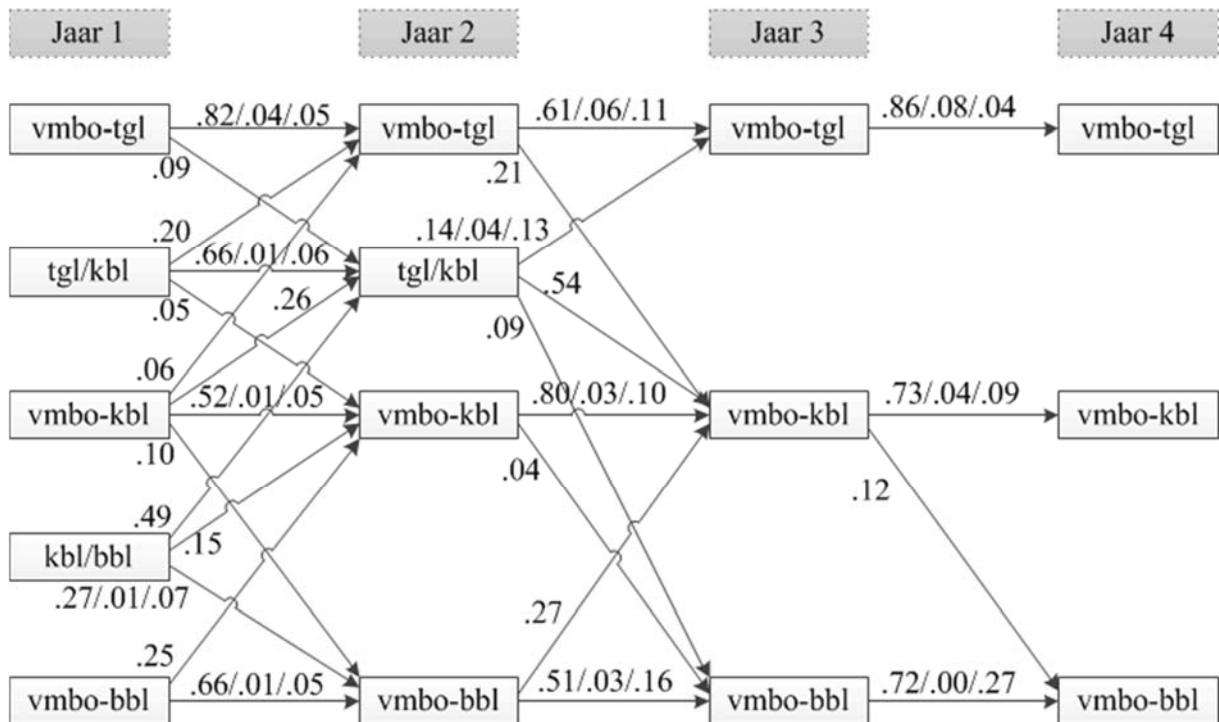 Jaar 1 Jaar 2 Jaar 3 Jaar 4
.82/.04/.05 .61/.06/.11 .86/.08/.04
vmbo-tgl vmbo-tgl vmbo-tgl vmbo-tgl
.09 .21
.20 .14/.04/.13
.66/.01/.06
tgl/kbl tgl/kbl
.05 .26 .54
.09
.06
.52/.01/.05 .80/.03/.10 .73/.04/.09
vmbo-kbl vmbo-kbl vmbo-kbl vmbo-kbl
.10 .04 .12
.49
kbl/bbl .15
.27/.01/.07 .27
.25
.66/.01/.05 .51/.03/.16 .72/.00/.27
vmbo-bbl vmbo-bbl vmbo-bbl vmbo-bbl